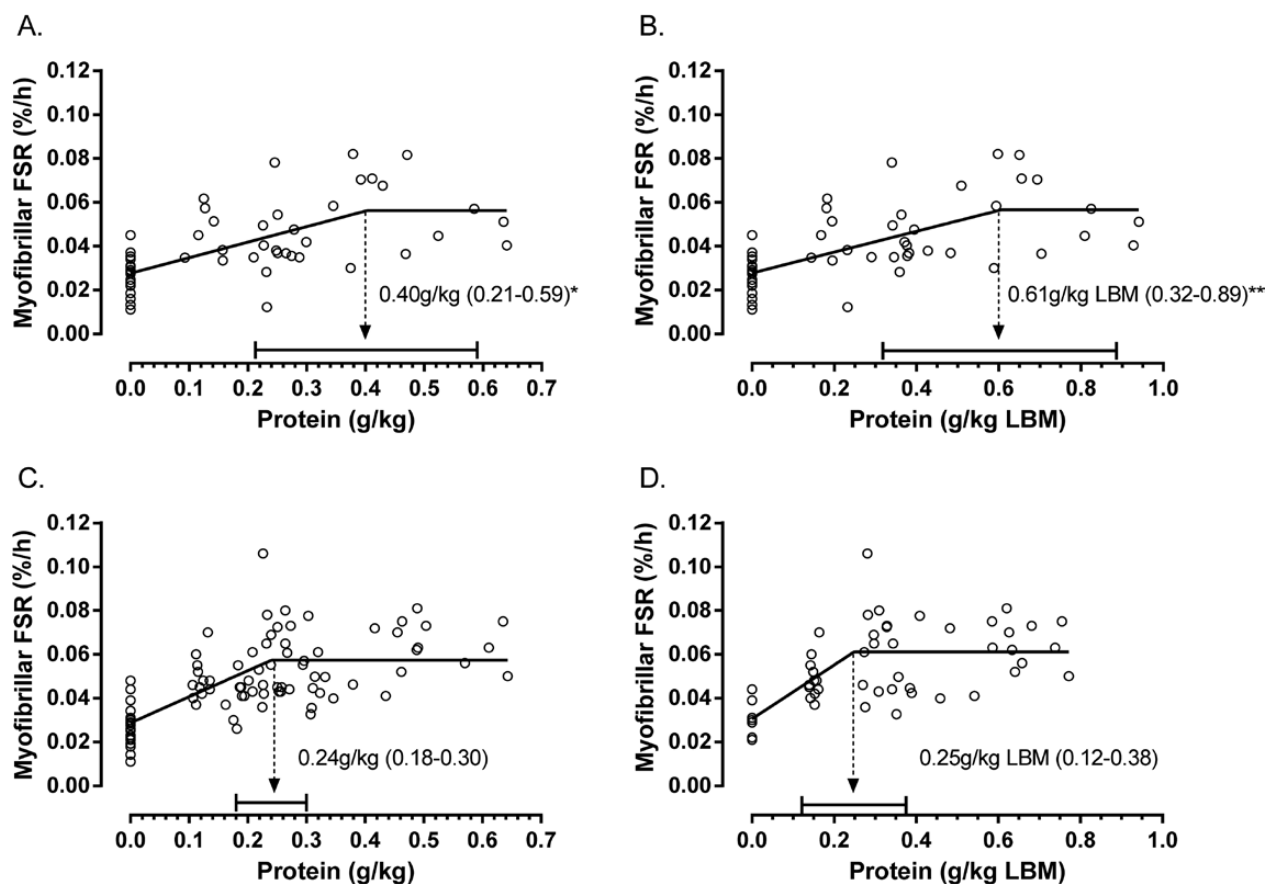 A.
Myofibrillar FSR (%/h)
0.12
0.10
0.08
0.06
0.04
0.02
0.00
0.40g/kg (0.21-0.59)*
0.0 0.1 0.2 0.3 0.4 0.5 0.6 0.7
Protein (g/kg)
B.
Myofibrillar FSR (%/h)
0.12
0.10
0.08
0.06
0.04
0.02
0.00
0.61g/kg LBM (0.32-0.89)**
0.0 0.2 0.4 0.6 0.8 1.0
Protein (g/kg LBM)
C.
Myofibrillar FSR (%/h)
0.12
0.10
0.08
0.06
0.04
0.02
0.00
0.24g/kg (0.18-0.30)
0.0 0.1 0.2 0.3 0.4 0.5 0.6 0.7
Protein (g/kg)
D.
Myofibrillar FSR (%/h)
0.12
0.10
0.08
0.06
0.04
0.02
0.00
0.25g/kg LBM (0.12-0.38)
0.0 0.2 0.4 0.6 0.8 1.0
Protein (g/kg LBM)